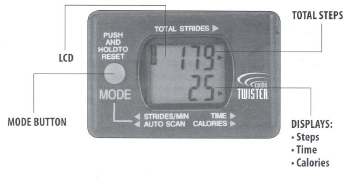 TOTAL STEPS
LCD
MODE BUTTON
PUSH
AND
HOLD TO
RESET
MODE
TOTAL STRIDES ▶
179
25
CARDIO
TWISTER
◀ STRIDES/MIN TIME ▶
◀ AUTO SCAN CALORIES ▶
DISPLAYS:
• Steps
• Time
• Calories